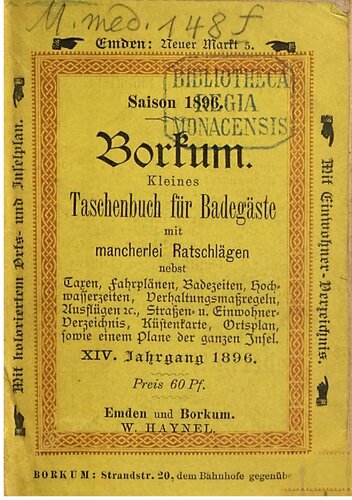 M. med. 148 f
Emden: Neuer Markt 5.
BIBLIOTHECA
REGIA
MONACENSIS
Saison 1896.
Borkum.
Kleines
Taschenbuch für Badegäste
mit
mancherlei Ratschlägen
nebst
Taxen, Fahrplänen, Badezeiten, Hoch-
wasserzeiten, Verhaltungsmaßregeln,
Ausflügen ꝛc., Straßen- u. Einwohner-
Verzeichnis, Küstenkarte, Ortsplan,
sowie einem Plane der ganzen Insel.
XIV. Jahrgang 1896.
Preis 60 Pf.
Emden und Borkum.
W. HAYNEL.
Mit koloriertem Orts- und Inselplan.
Mit Einwohner-Verzeichnis.
BORKUM: Strandstr. 20, dem Bahnhofe gegenübe